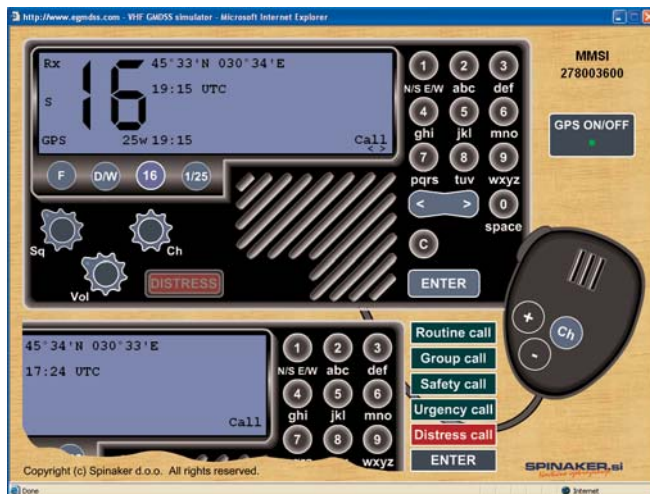 http://www.egmdss.com - VHF GMDSS simulator - Microsoft Internet Explorer
Rx 45°33'N 030°34'E
16
19:15 UTC
S
GPS 25w 19:15 Call
< >
1 2 3
N/S E/W abc def
4 5 6
ghi jkl mno
7 8 9
pqrs tuv wxyz
< > 0
space
C
ENTER
MMSI
278003600
GPS ON/OFF
F D/W 16 1/25
Sq Ch
Vol
DISTRESS
+ Ch
-
45°34'N 030°33'E
17:24 UTC
Call
1 2 3
N/S E/W abc def
4 5 6
ghi jkl mno
7 8 9
wxyz
Routine call
Group call
Safety call
Urgency call
Distress call
ENTER
Copyright (c) Spinaker d.o.o. All rights reserved.
SPINAKER.si
Done Internet